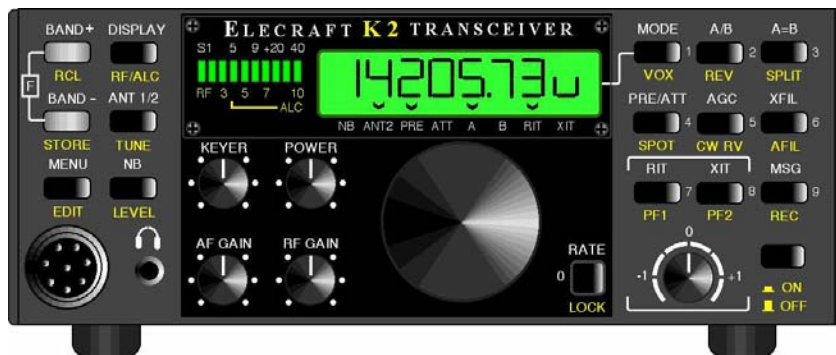 ELECRAFT K2 TRANSCEIVER
BAND+ DISPLAY
RCL RF/ALC
F
BAND - ANT 1/2
STORE TUNE
MENU NB
EDIT LEVEL
S1 5 9 +20 40
RF 3 5 7 10
ALC
14205.73u
NB ANT2 PRE ATT A B RIT XIT
KEYER POWER
AF GAIN RF GAIN
RATE
0
LOCK
MODE A/B A=B
1 2 3
VOX REV SPLIT
PRE/ATT AGC XFIL
4 5 6
SPOT CW RV AFIL
RIT XIT MSG
7 8 9
PF1 PF2 REC
0
-1 +1
ON
OFF